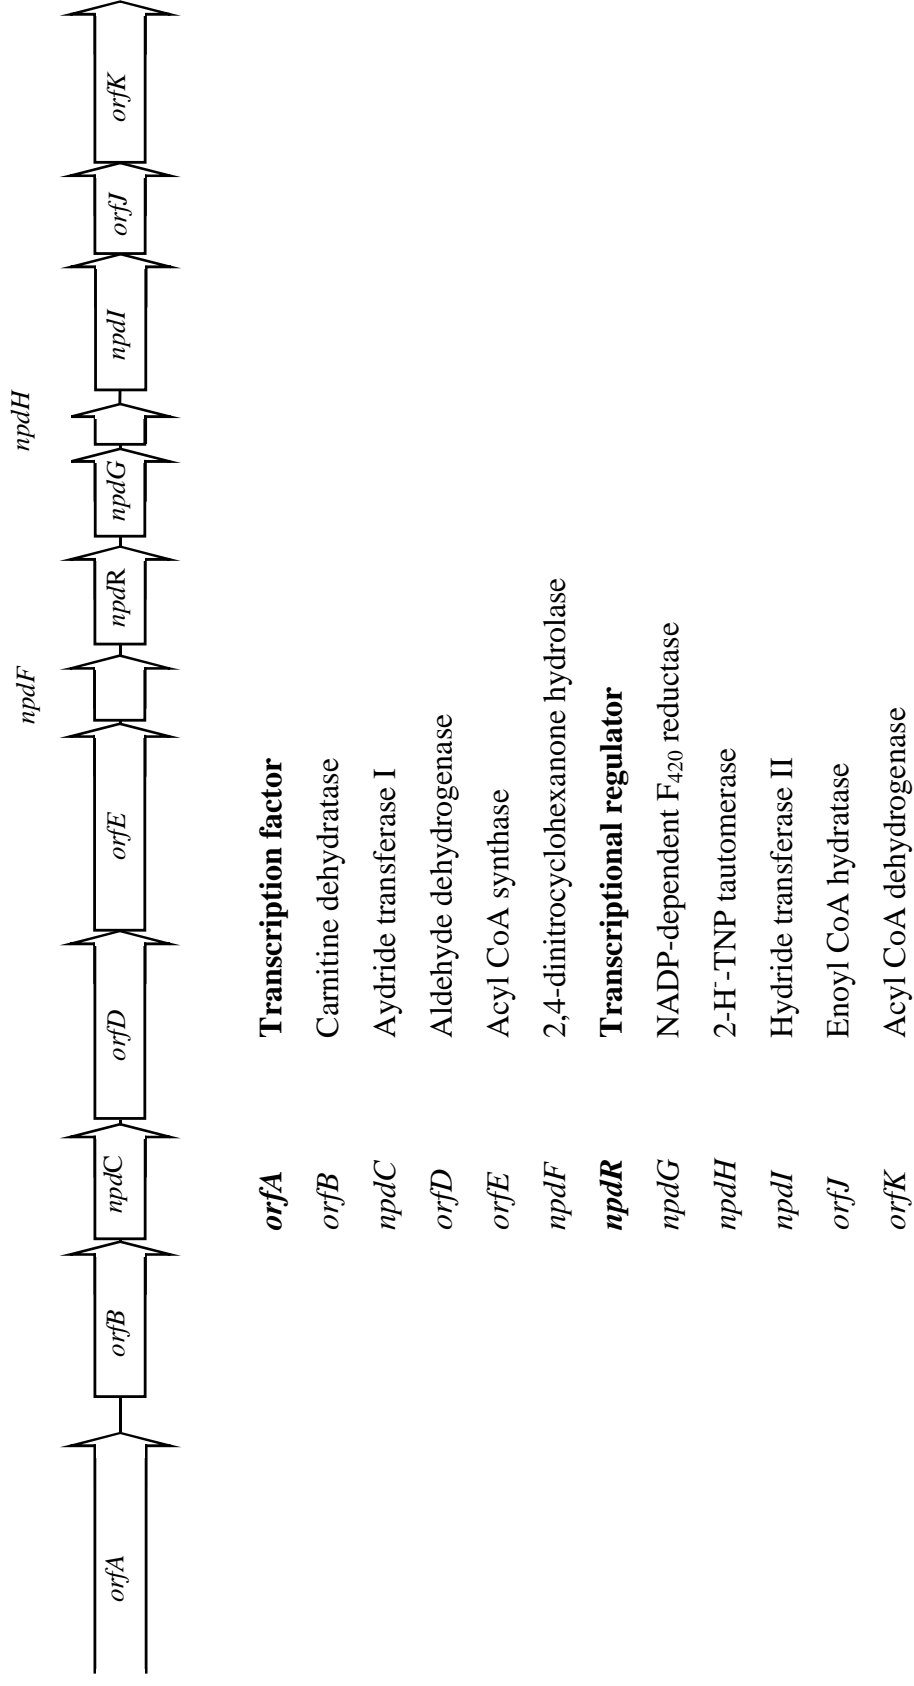 npdF
npdH
orfA
orfB
npdC
orfD
orfE
npdR
npdG
npdI
orfJ
orfK
orfA Transcription factor
orfB Carnitine dehydratase
npdC Aydride transferase I
orfD Aldehyde dehydrogenase
orfE Acyl CoA synthase
npdF 2,4-dinitrocyclohexanone hydrolase
npdR Transcriptional regulator
npdG NADP-dependent F₄₂₀ reductase
npdH 2-H⁻-TNP tautomerase
npdI Hydride transferase II
orfJ Enoyl CoA hydratase
orfK Acyl CoA dehydrogenase